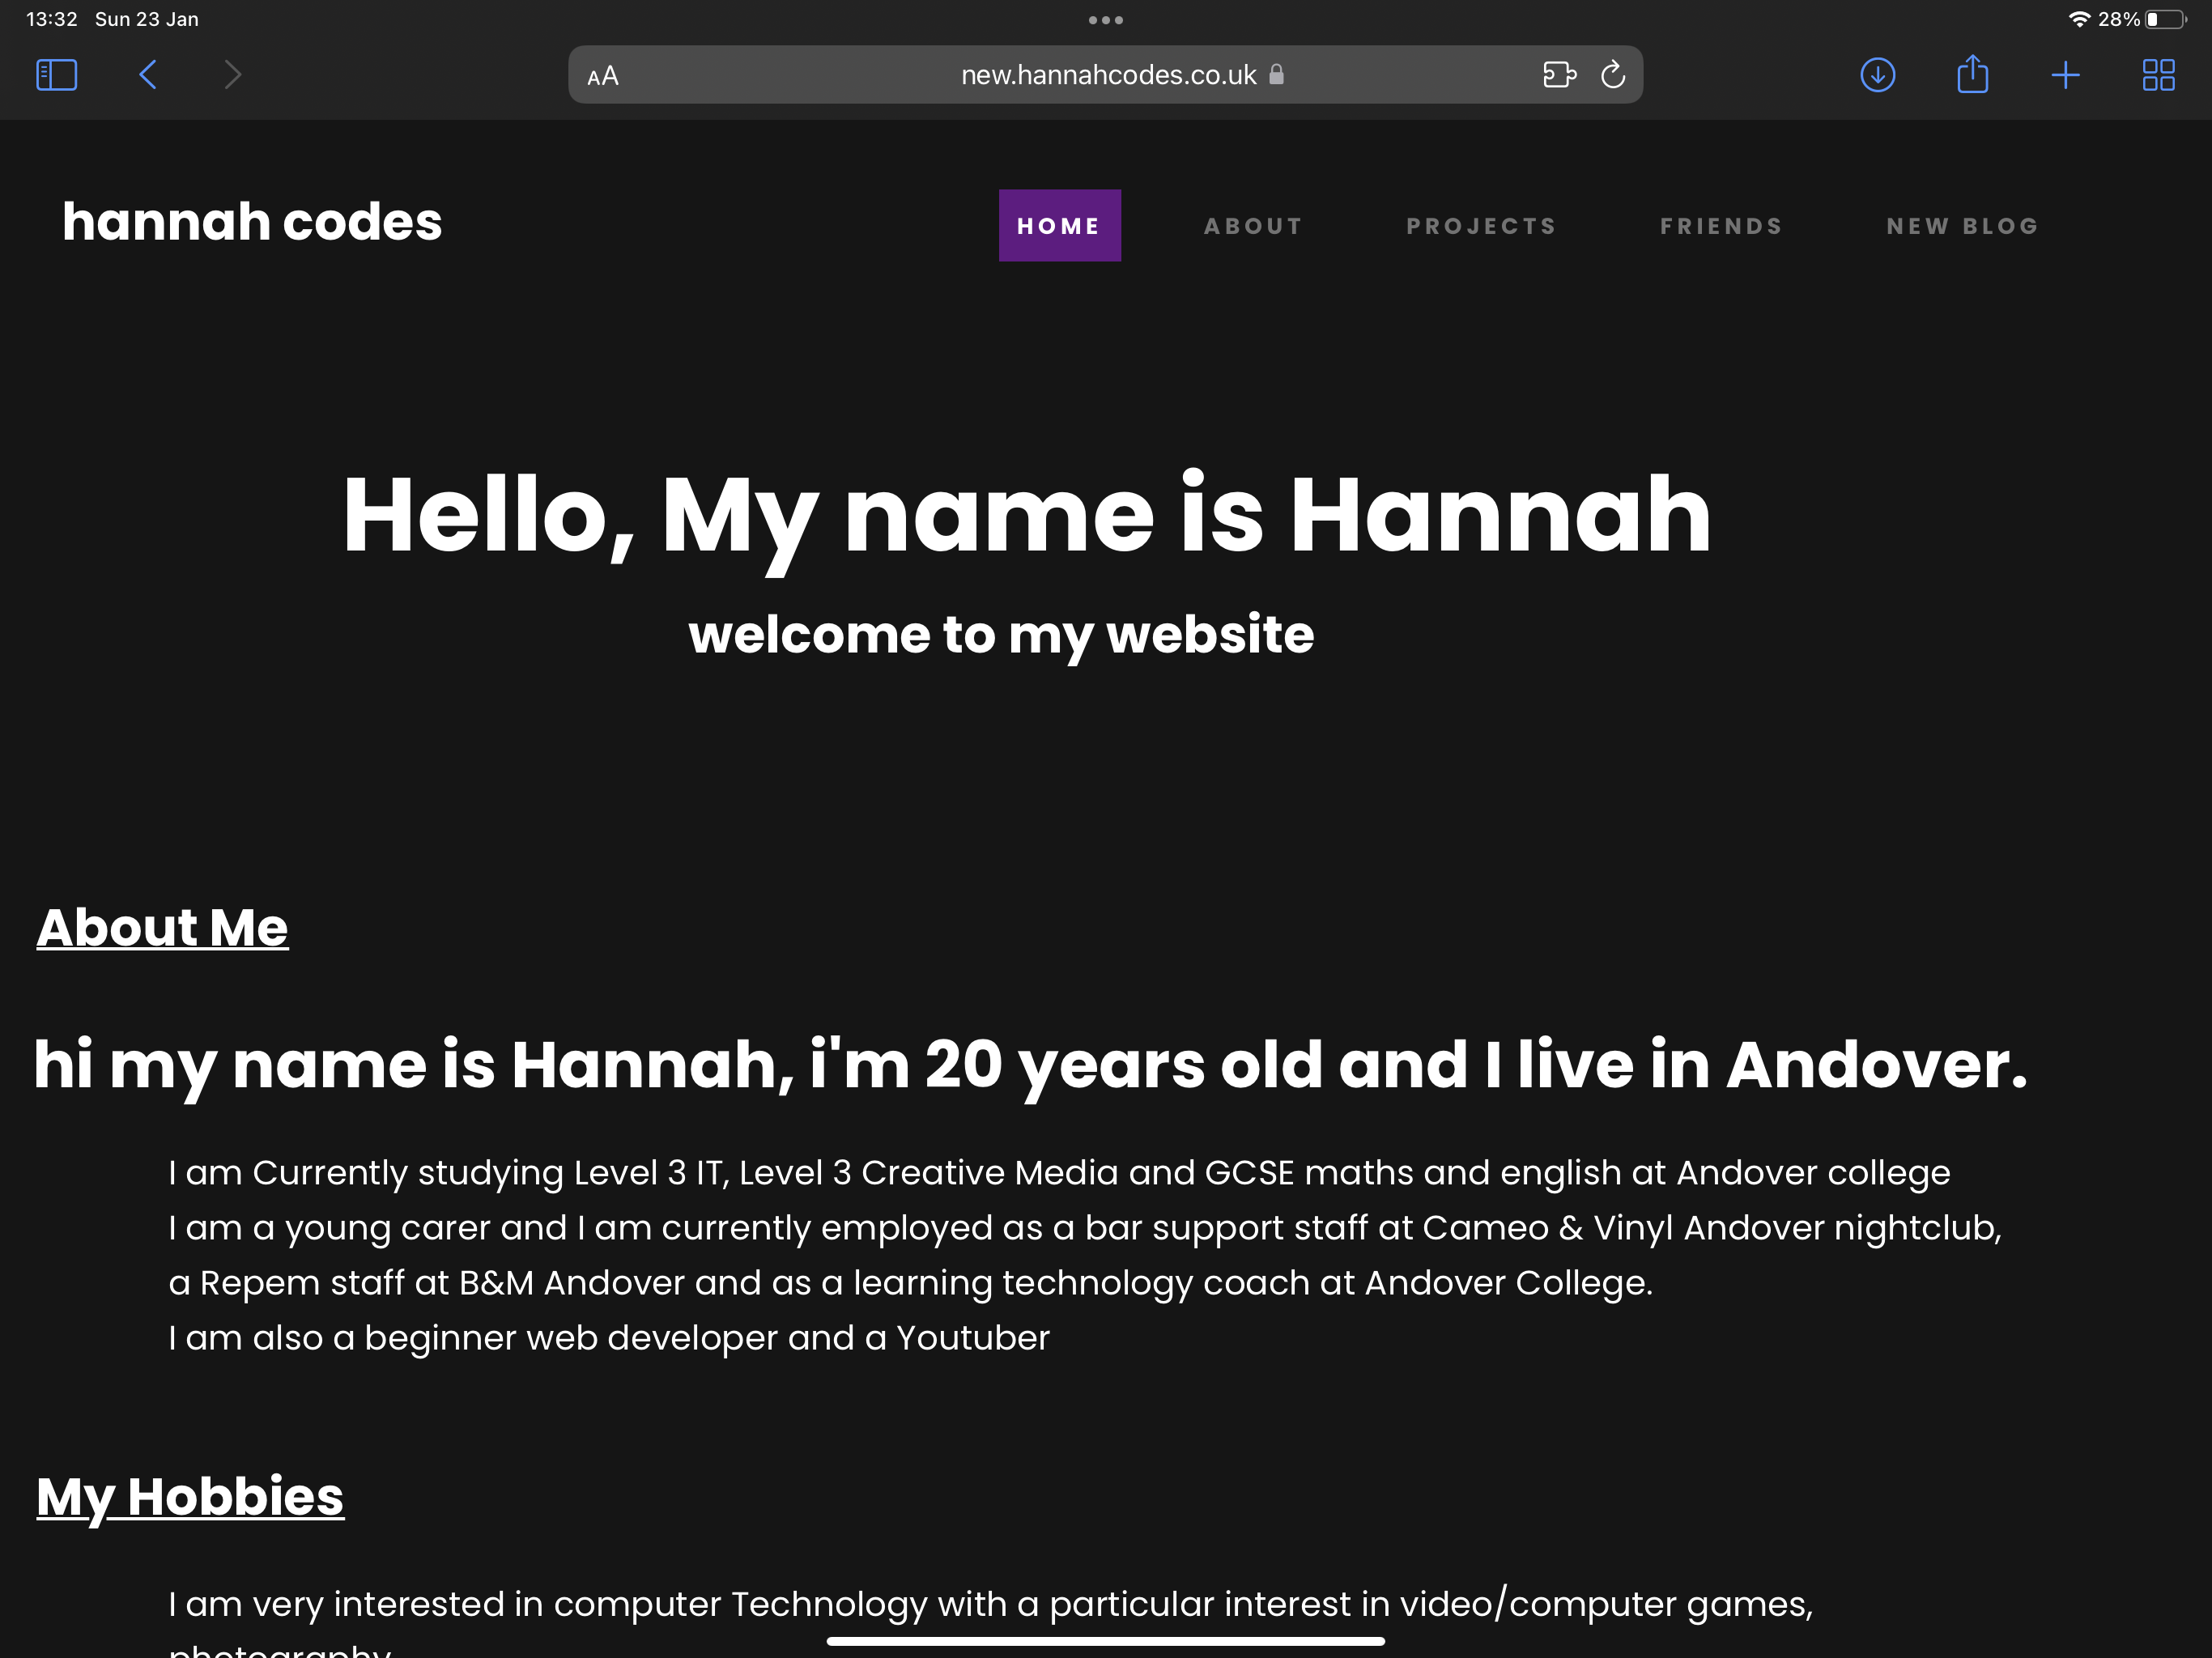 13:32 Sun 23 Jan
28%
AA new.hannahcodes.co.uk
hannah codes
HOME ABOUT PROJECTS FRIENDS NEW BLOG
Hello, My name is Hannah
welcome to my website
About Me
hi my name is Hannah, i'm 20 years old and I live in Andover.
I am Currently studying Level 3 IT, Level 3 Creative Media and GCSE maths and english at Andover college
I am a young carer and I am currently employed as a bar support staff at Cameo & Vinyl Andover nightclub,
a Repem staff at B&M Andover and as a learning technology coach at Andover College.
I am also a beginner web developer and a Youtuber
My Hobbies
I am very interested in computer Technology with a particular interest in video/computer games,
photography